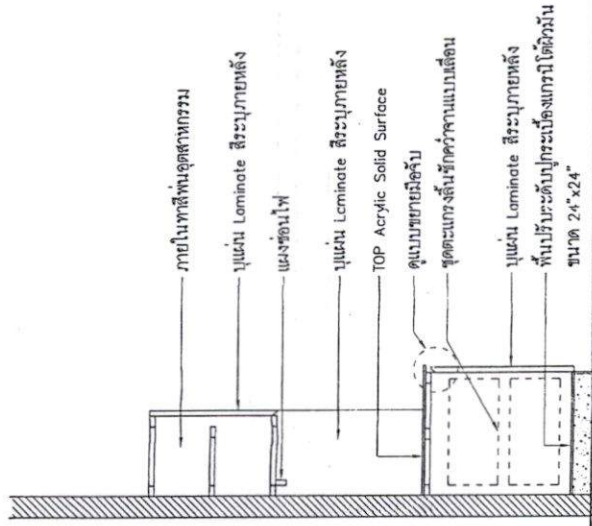 ภายในทาสีพ่นอุตสาหกรรม
บุแผ่น Laminate สีระบุภายหลัง
แผงซ่อนไฟ
บุแผ่น Laminate สีระบุภายหลัง
TOP Acrylic Solid Surface
ดูแบบขยายมือจับ
ชุดตะแกรงลิ้นชักคว่ำจานแบบเลื่อน
บุแผ่น Laminate สีระบุภายหลัง
พื้นปรับระดับปูกระเบื้องแกรนิโต้ผิวมัน
ขนาด 24"x24"